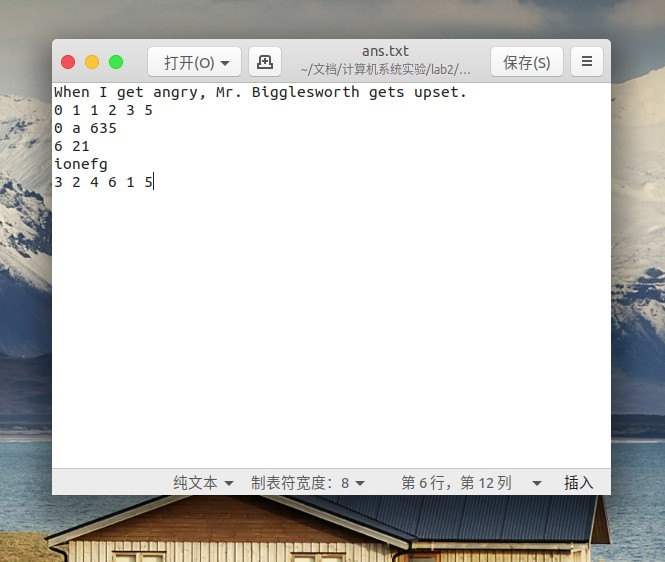 打开(O)
ans.txt
~/文档/计算机系统实验/lab2/...
保存(S)
When I get angry, Mr. Bigglesworth gets upset.
0 1 1 2 3 5
0 a 635
6 21
ionefg
3 2 4 6 1 5
纯文本 制表符宽度：8 第 6 行，第 12 列 插入